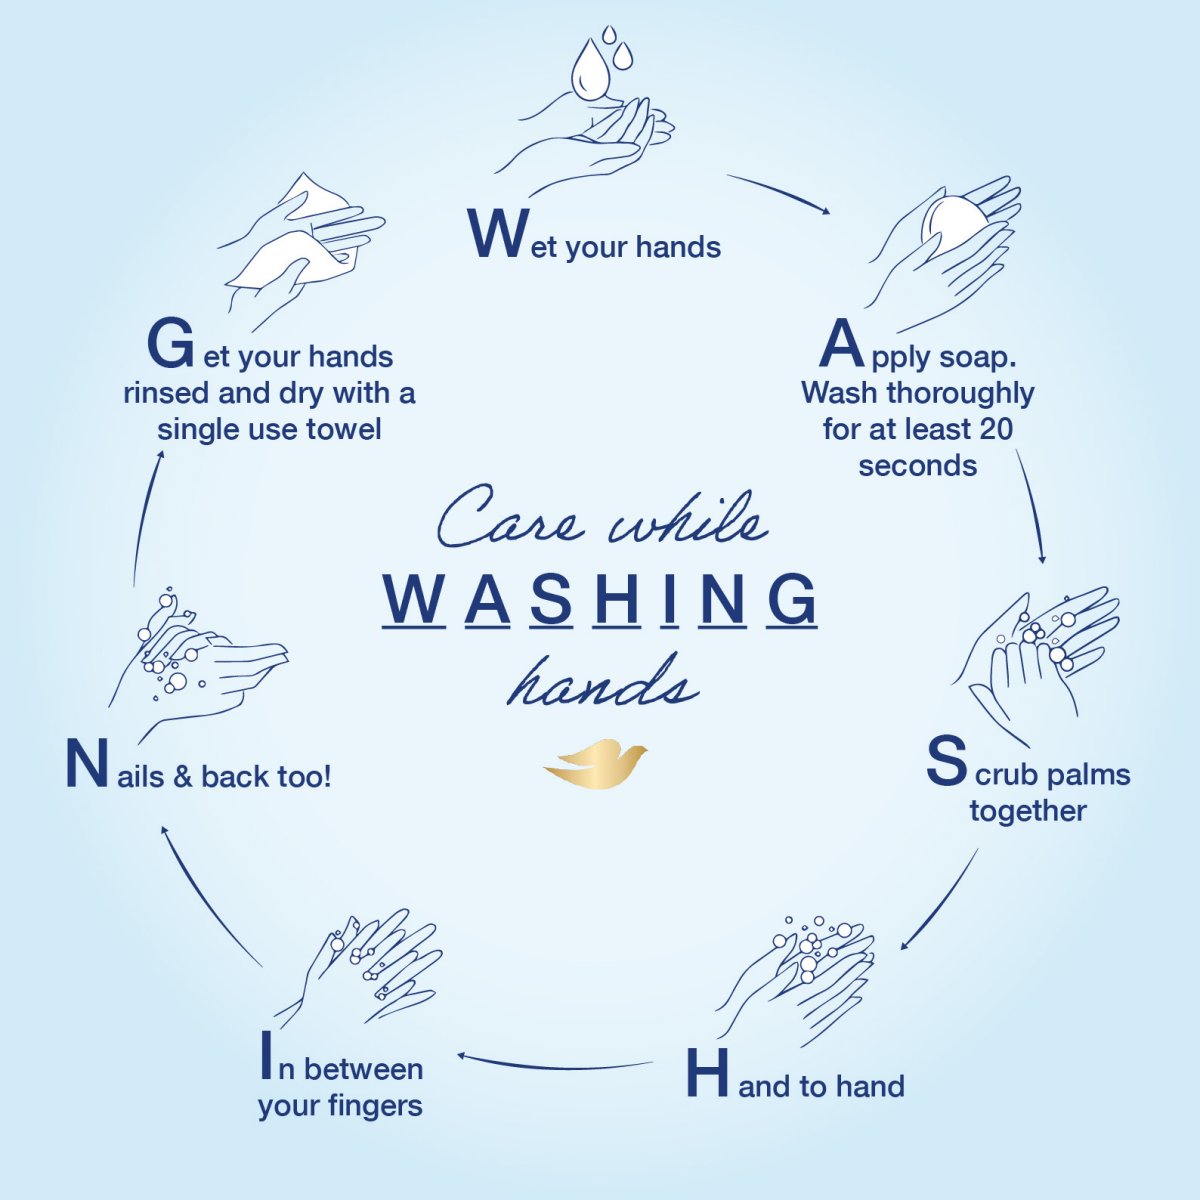 Wet your hands
Apply soap.
Wash thoroughly
for at least 20
seconds
Scrub palms
together
Hand to hand
In between
your fingers
Nails & back too!
Get your hands
rinsed and dry with a
single use towel
Care while
WASHING
hands